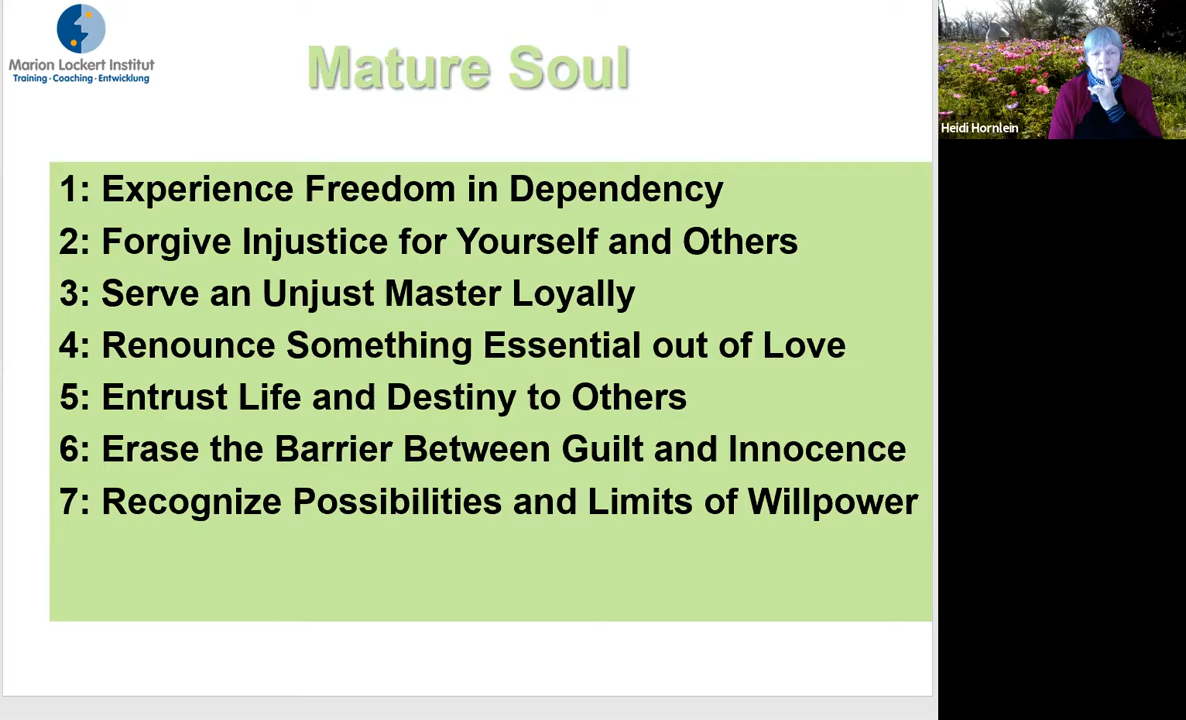 Marion Lockert Institut
Training · Coaching · Entwicklung
Mature Soul
Heidi Hornlein
1: Experience Freedom in Dependency
2: Forgive Injustice for Yourself and Others
3: Serve an Unjust Master Loyally
4: Renounce Something Essential out of Love
5: Entrust Life and Destiny to Others
6: Erase the Barrier Between Guilt and Innocence
7: Recognize Possibilities and Limits of Willpower